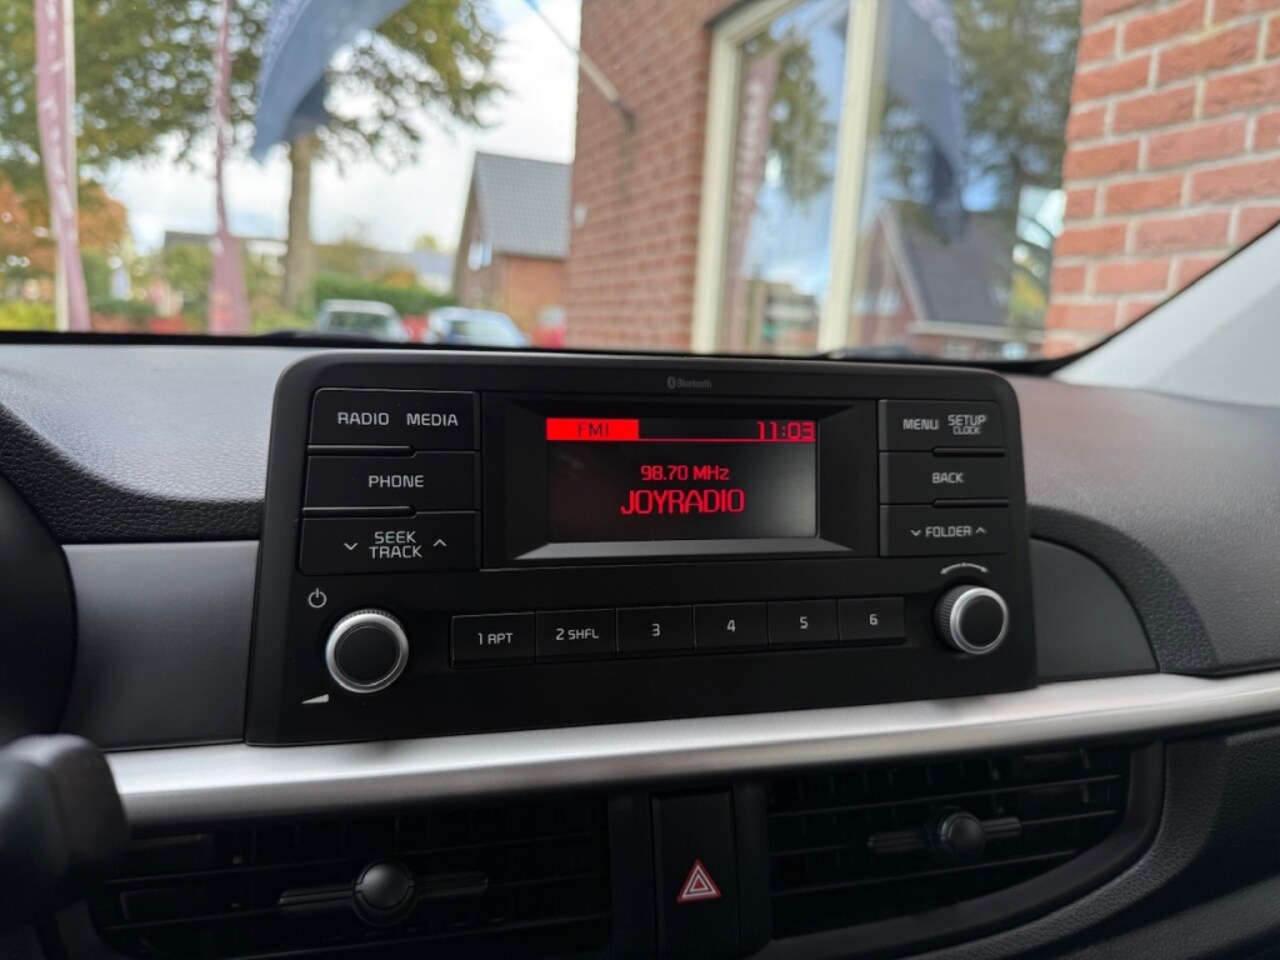 Bluetooth
RADIO MEDIA
PHONE
SEEK
TRACK
FM1 11:03
98.70 MHz
JOYRADIO
MENU SETUP
CLOCK
BACK
FOLDER
1 RPT 2 SHFL 3 4 5 6